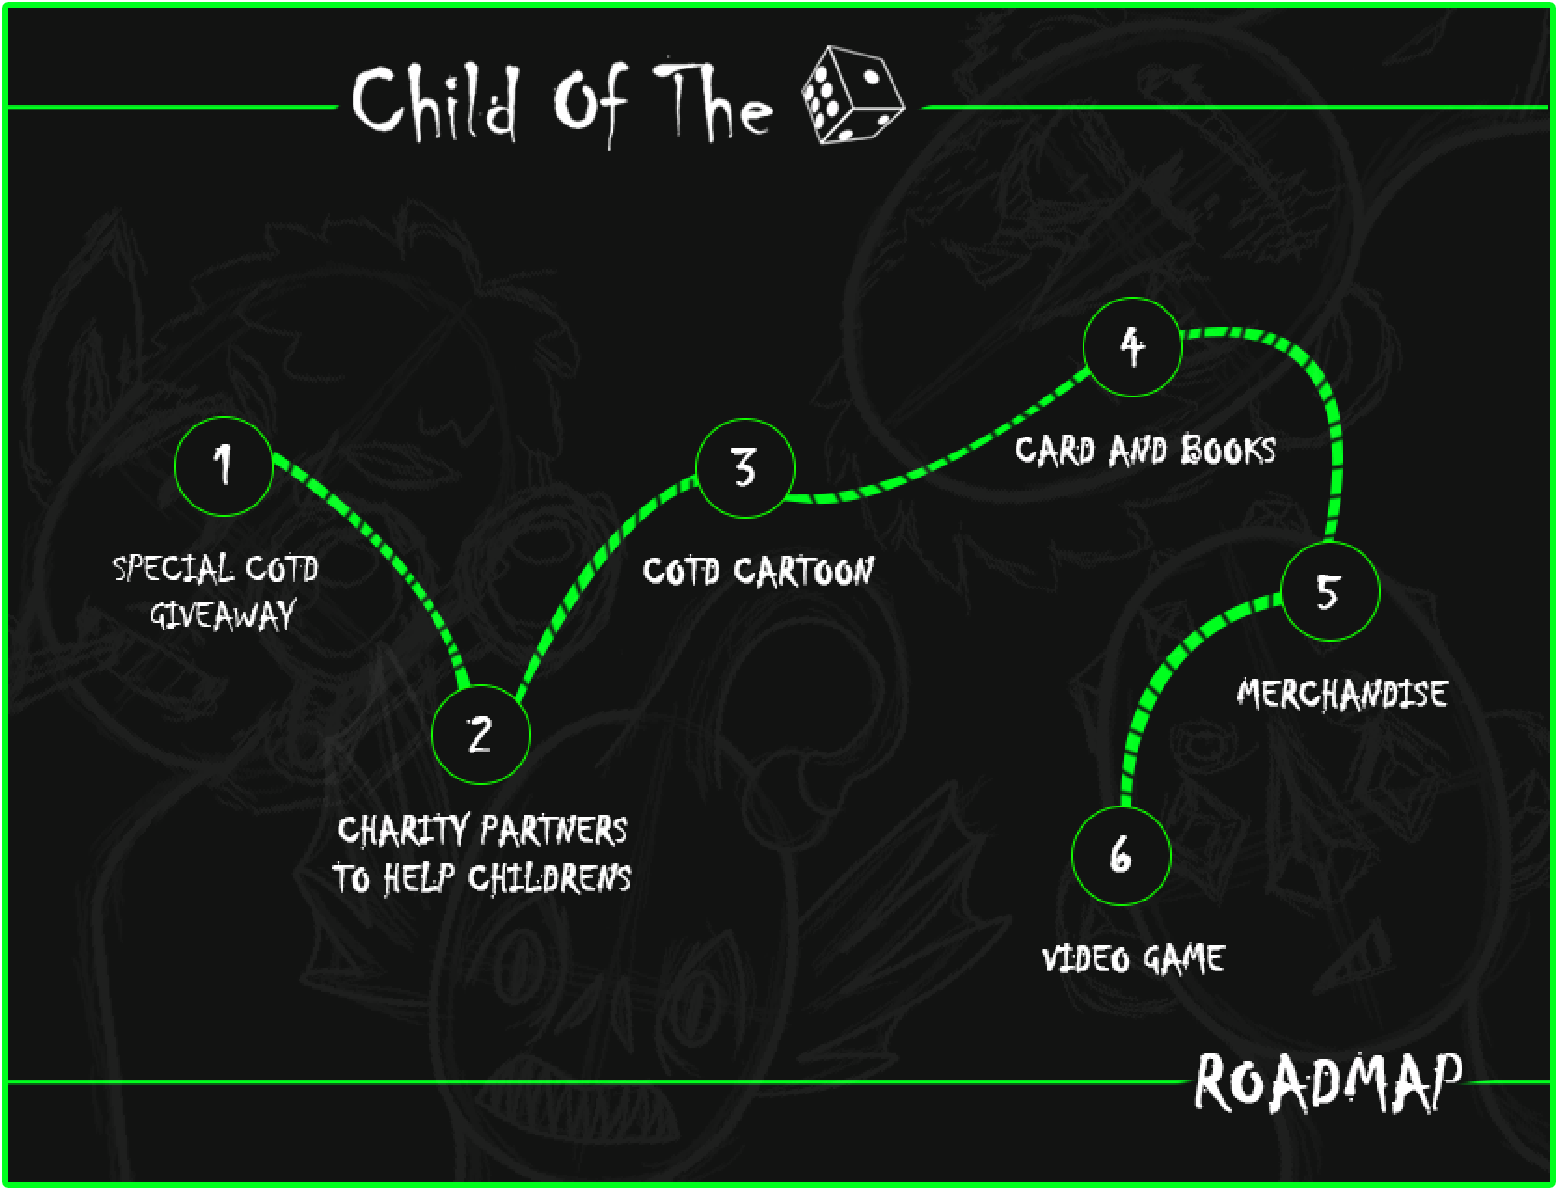 Child Of The
1
SPECIAL COTD
GIVEAWAY
2
CHARITY PARTNERS
TO HELP CHILDRENS
3
COTD CARTOON
4
CARD AND BOOKS
5
MERCHANDISE
6
VIDEO GAME
ROADMAP